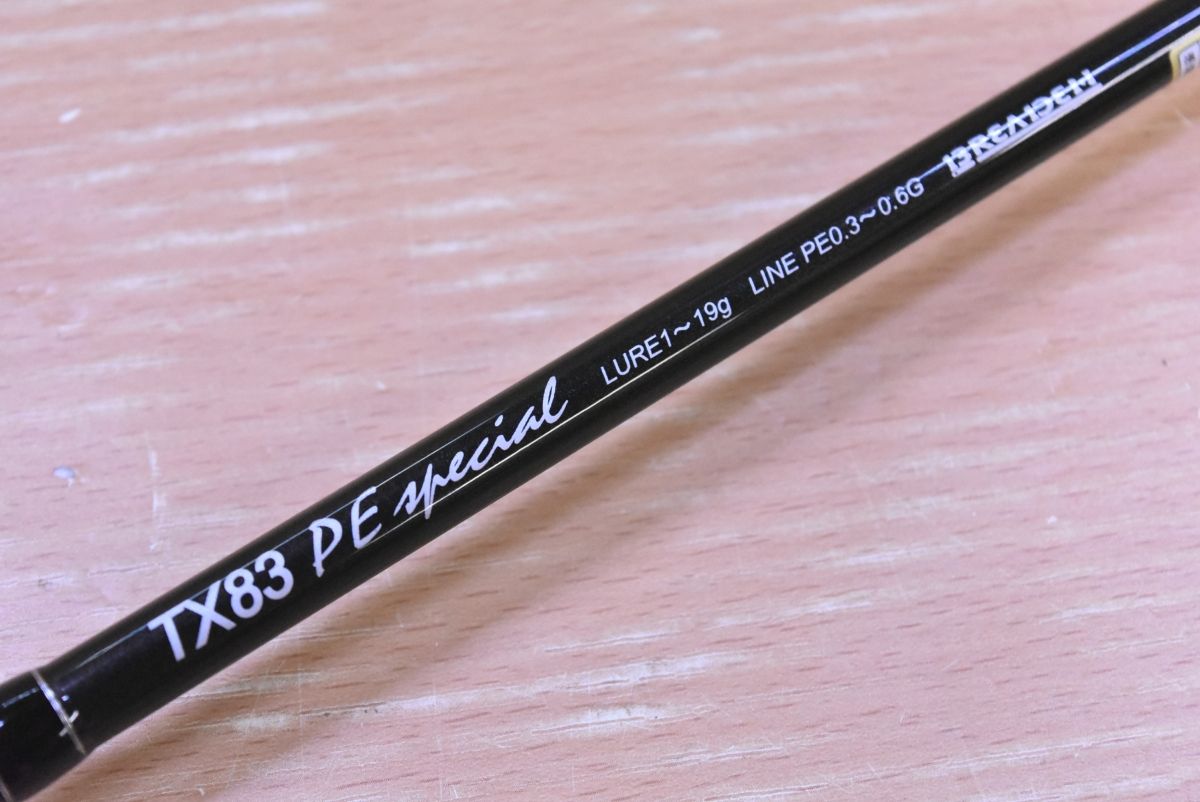 TX83 PE special LURE1～19g LINE PE0.3～0.6G BREADEN